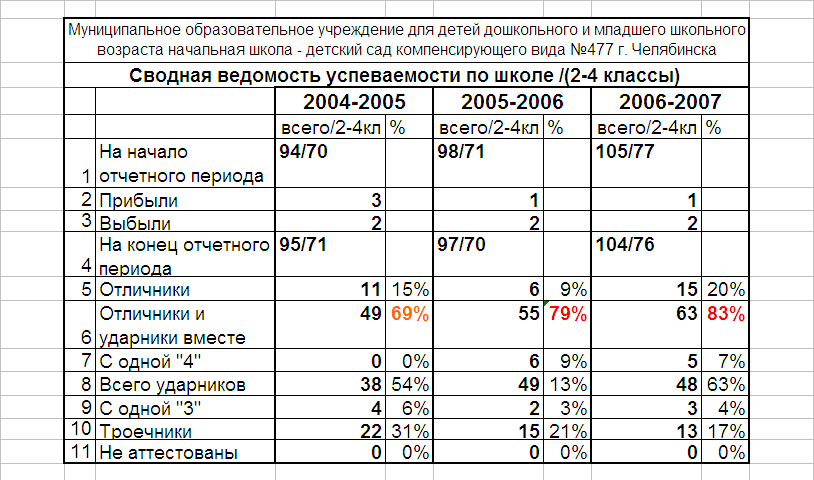 Муниципальное образовательное учреждение для детей дошкольного и младшего школьного
возраста начальная школа - детский сад компенсирующего вида №477 г. Челябинска
Сводная ведомость успеваемости по школе /(2-4 классы)
2004-2005 2005-2006 2006-2007
всего/2-4кл % всего/2-4кл % всего/2-4кл %
На начало 94/70 98/71 105/77
1 отчетного периода
2 Прибыли 3 1 1
3 Выбыли 2 2 2
На конец отчетного 95/71 97/70 104/76
4 периода
5 Отличники 11 15% 6 9% 15 20%
Отличники и 49 69% 55 79% 63 83%
6 ударники вместе
7 С одной "4" 0 0% 6 9% 5 7%
8 Всего ударников 38 54% 49 13% 48 63%
9 С одной "3" 4 6% 2 3% 3 4%
10 Троечники 22 31% 15 21% 13 17%
11 Не аттестованы 0 0% 0 0% 0 0%